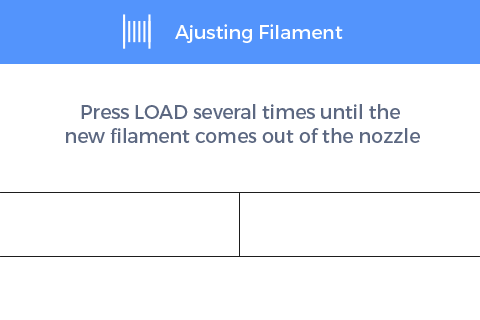 Ajusting Filament
Press LOAD several times until the
new filament comes out of the nozzle